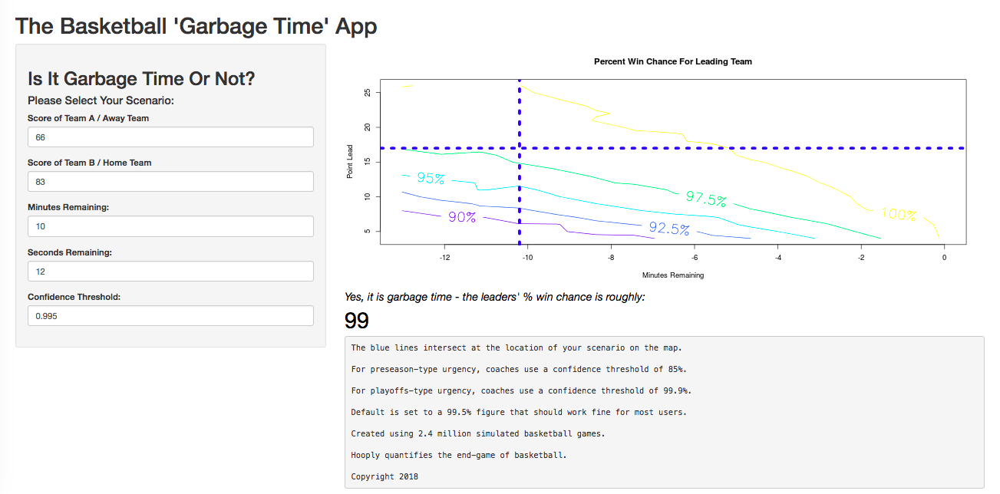 The Basketball 'Garbage Time' App
Is It Garbage Time Or Not?
Please Select Your Scenario:
Score of Team A / Away Team
66
Score of Team B / Home Team
83
Minutes Remaining:
10
Seconds Remaining:
12
Confidence Threshold:
0.995
Percent Win Chance For Leading Team
Point Lead
25
20
15
10
5
95%
97.5%
100%
90%
92.5%
-12 -10 -8 -6 -4 -2 0
Minutes Remaining
Yes, it is garbage time - the leaders' % win chance is roughly:
99
The blue lines intersect at the location of your scenario on the map.
For preseason-type urgency, coaches use a confidence threshold of 85%.
For playoffs-type urgency, coaches use a confidence threshold of 99.9%.
Default is set to a 99.5% figure that should work fine for most users.
Created using 2.4 million simulated basketball games.
Hooply quantifies the end-game of basketball.
Copyright 2018